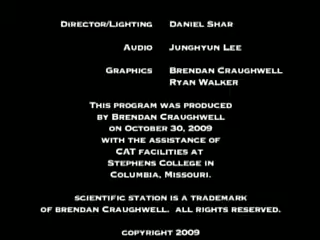 Director/Lighting Daniel Shar
Audio Junghyun Lee
Graphics Brendan Craughwell
Ryan Walker
This program was produced
by Brendan Craughwell
on October 30, 2009
with the assistance of
CAT facilities at
Stephens College in
Columbia, Missouri.
scientific station is a trademark
of brendan Craughwell. all rights reserved.
copyright 2009